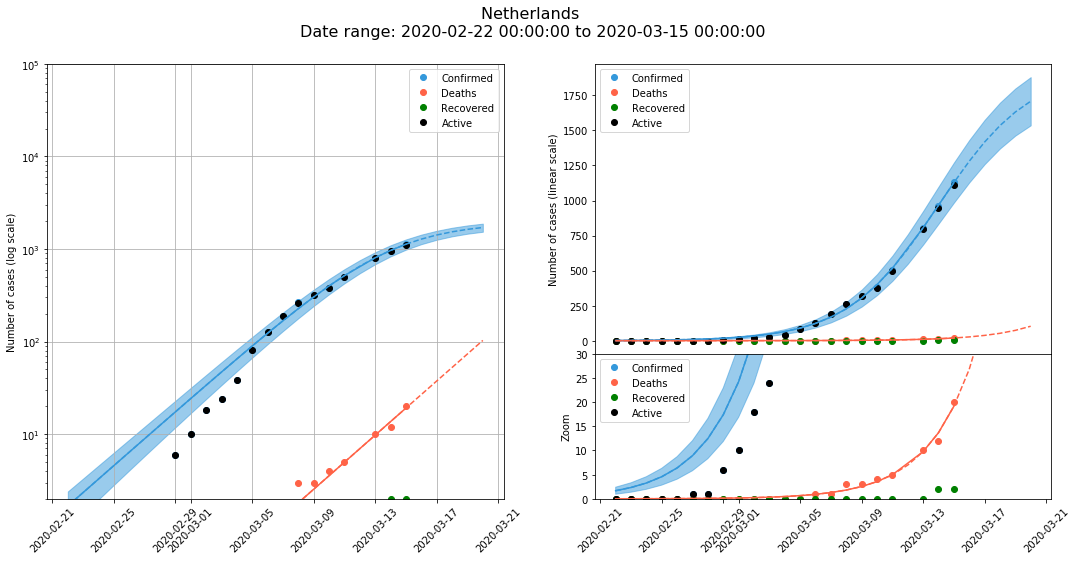 Netherlands
Date range: 2020-02-22 00:00:00 to 2020-03-15 00:00:00
Number of cases (log scale)
10^5
10^4
10^3
10^2
10^1
Confirmed
Deaths
Recovered
Active
2020-02-21
2020-02-25
2020-02-29
2020-03-01
2020-03-05
2020-03-09
2020-03-13
2020-03-17
2020-03-21
Number of cases (linear scale)
1750
1500
1250
1000
750
500
250
0
Confirmed
Deaths
Recovered
Active
Zoom
30
25
20
15
10
5
0
Confirmed
Deaths
Recovered
Active
2020-02-21
2020-02-25
2020-02-29
2020-03-01
2020-03-05
2020-03-09
2020-03-13
2020-03-17
2020-03-21